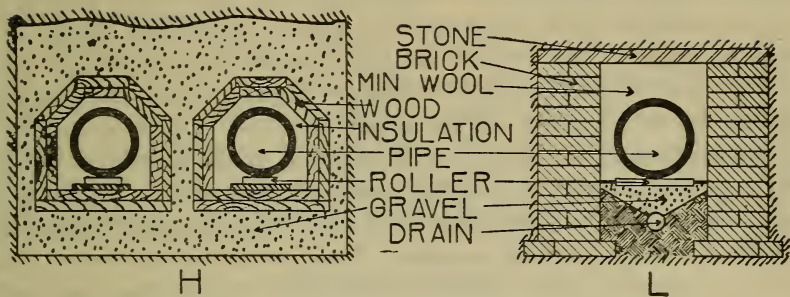 STONE
BRICK
MIN WOOL
WOOD
INSULATION
PIPE
ROLLER
GRAVEL
DRAIN
H L